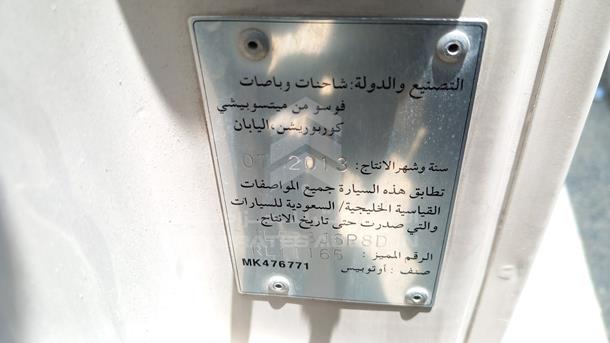 التصنيع والدولة: شاحنات وباصات
فوسو من ميتسوبيشي
كوربوريشن، اليابان
سنة وشهر الانتاج: 2013 07
تطابق هذه السيارة جميع المواصفات
القياسية الخليجية/ السعودية للسيارات
والتي صدرت حتى تاريخ الانتاج.
الرقم المميز:
صنف: أوتوبيس
MK476771